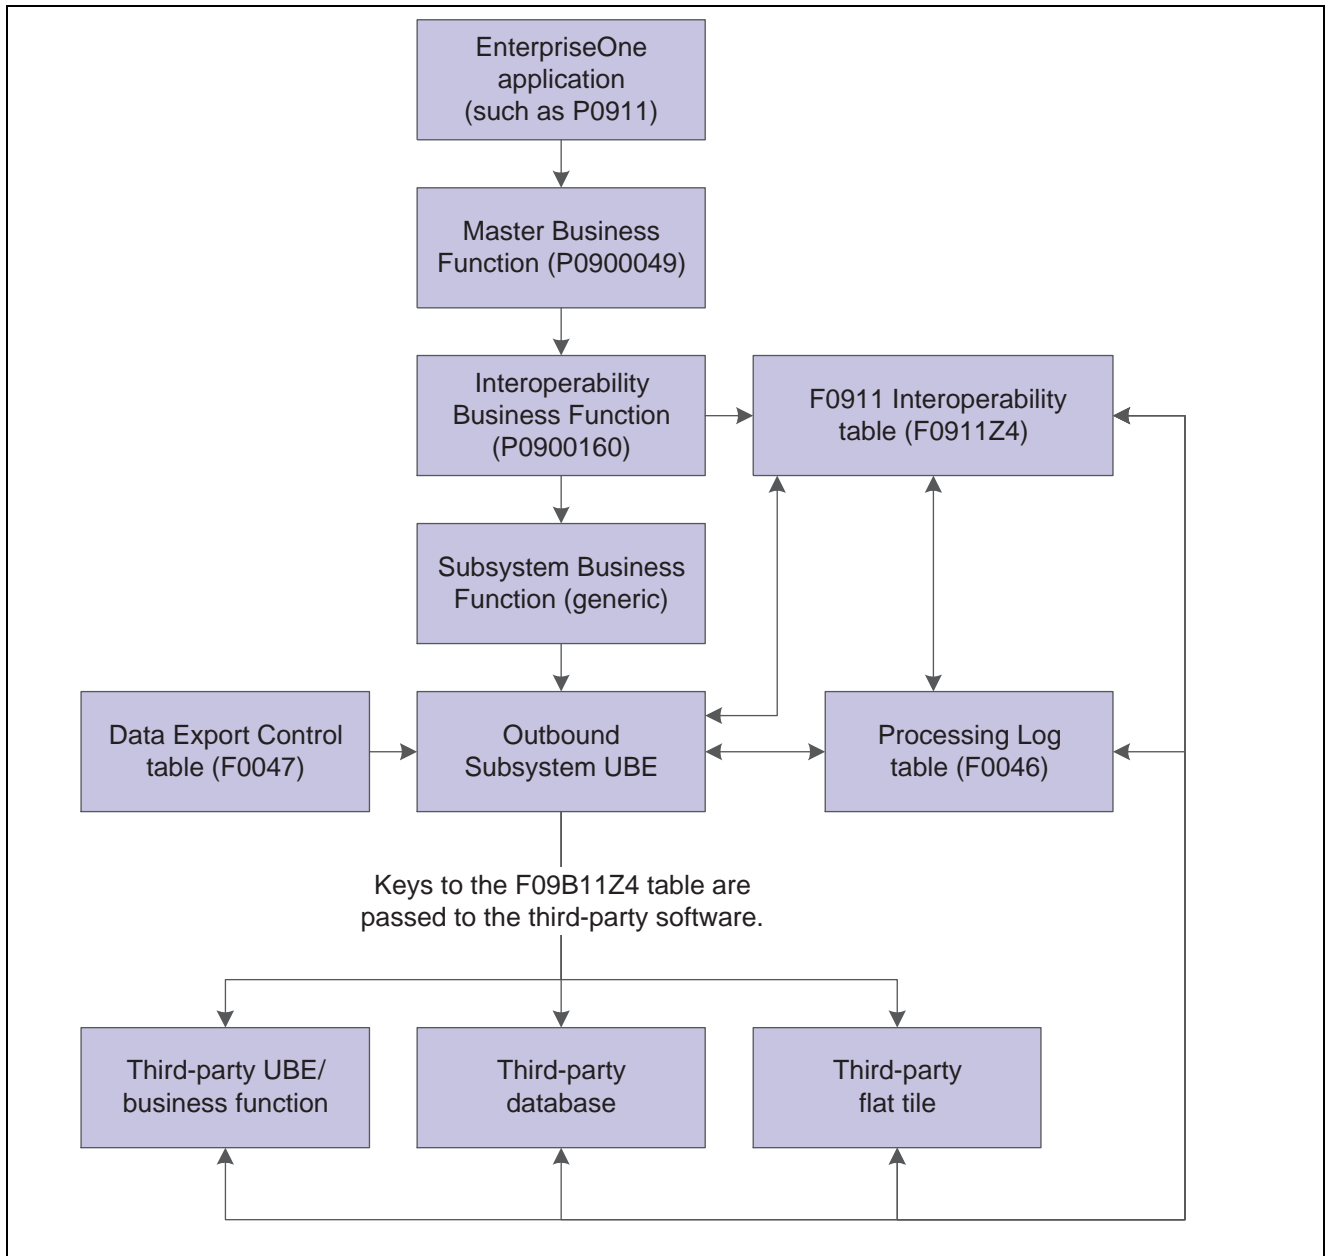 EnterpriseOne
application
(such as P0911)
Master Business
Function (P0900049)
Interoperability
Business Function
(P0900160)
F0911 Interoperability
table (F0911Z4)
Subsystem Business
Function (generic)
Data Export Control
table (F0047)
Outbound
Subsystem UBE
Processing Log
table (F0046)
Keys to the F09B11Z4 table are
passed to the third-party software.
Third-party UBE/
business function
Third-party
database
Third-party
flat tile